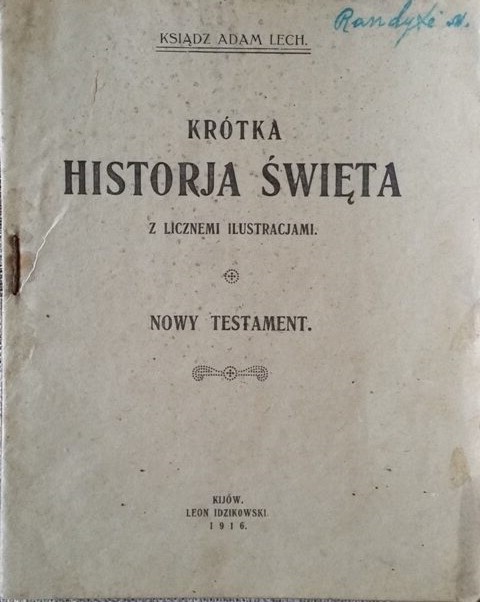 KSIĄDZ ADAM LECH.
KRÓTKA
HISTORJA ŚWIĘTA
Z LICZNEMI ILUSTRACJAMI.
NOWY TESTAMENT.
KIJÓW.
LEON IDZIKOWSKI
1916.